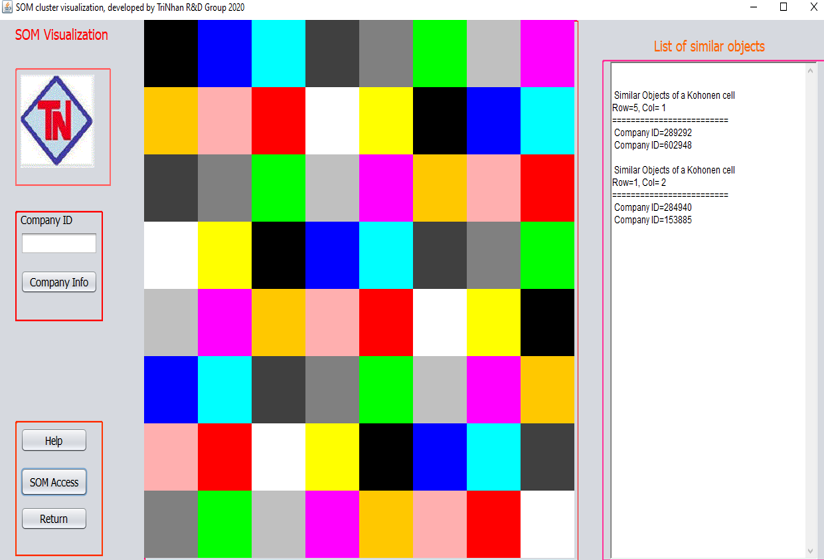 SOM cluster visualization, developed by TriNhan R&D Group 2020
SOM Visualization
TN
Company ID
Company Info
Help
SOM Access
Return
List of similar objects
Similar Objects of a Kohonen cell
Row=5, Col= 1
=========================
Company ID=289292
Company ID=602948
Similar Objects of a Kohonen cell
Row=1, Col= 2
=========================
Company ID=284940
Company ID=153885